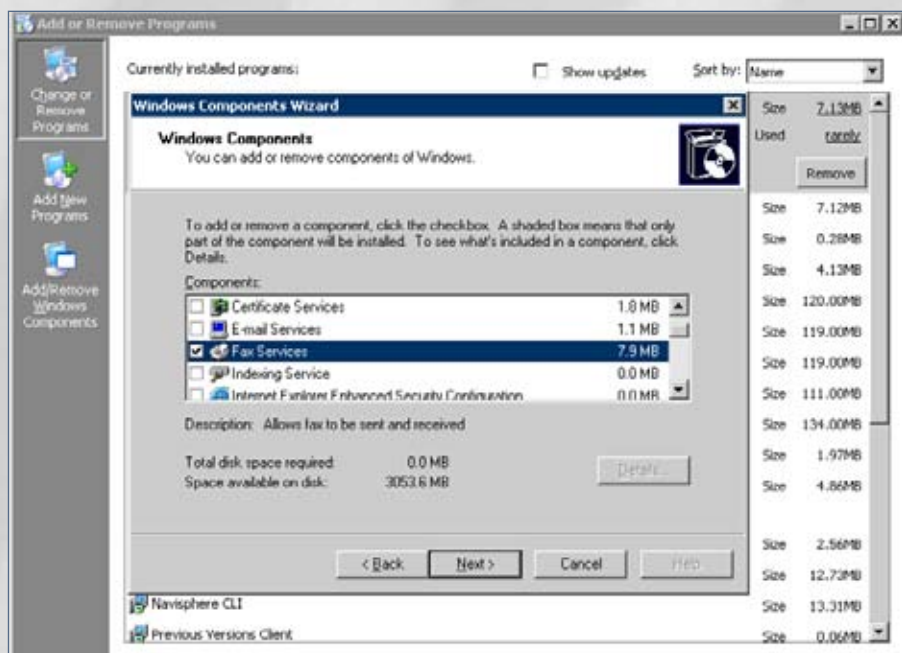 Add or Remove Programs
Currently installed programs:
Show updates
Sort by: Name
Change or
Remove
Programs
Add New
Programs
Add/Remove
Windows
Components
Windows Components Wizard
Windows Components
You can add or remove components of Windows.
To add or remove a component, click the checkbox. A shaded box means that only
part of the component will be installed. To see what's included in a component, click
Details.
Components:
Certificate Services 1.8 MB
E-mail Services 1.1 MB
Fax Services 7.9 MB
Indexing Service 0.0 MB
Internet Explorer Enhanced Security Configuration 0.0 MB
Description: Allows fax to be sent and received
Total disk space required: 0.0 MB
Space available on disk: 3053.6 MB
Details...
< Back
Next >
Cancel
Help
Size 7.13MB
Used rarely
Remove
Size 7.12MB
Size 0.28MB
Size 4.13MB
Size 120.00MB
Size 119.00MB
Size 119.00MB
Size 111.00MB
Size 134.00MB
Size 1.97MB
Size 4.86MB
Size 2.56MB
Size 12.73MB
Navisphere CLI Size 13.31MB
Previous Versions Client Size 0.06MB